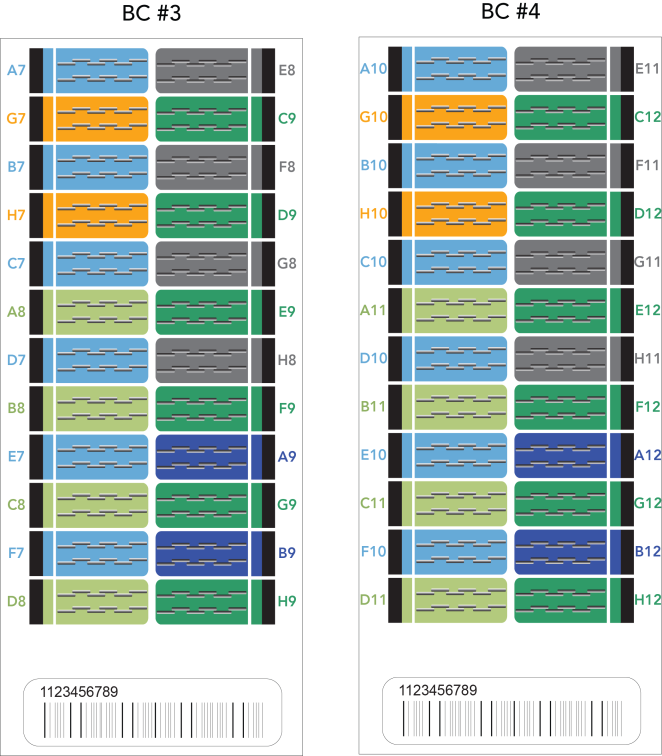 BC #3
A7 E8
G7 C9
B7 F8
H7 D9
C7 G8
A8 E9
D7 H8
B8 F9
E7 A9
C8 G9
F7 B9
D8 H9
1123456789
BC #4
A10 E11
G10 C12
B10 F11
H10 D12
C10 G11
A11 E12
D10 H11
B11 F12
E10 A12
C11 G12
F10 B12
D11 H12
1123456789